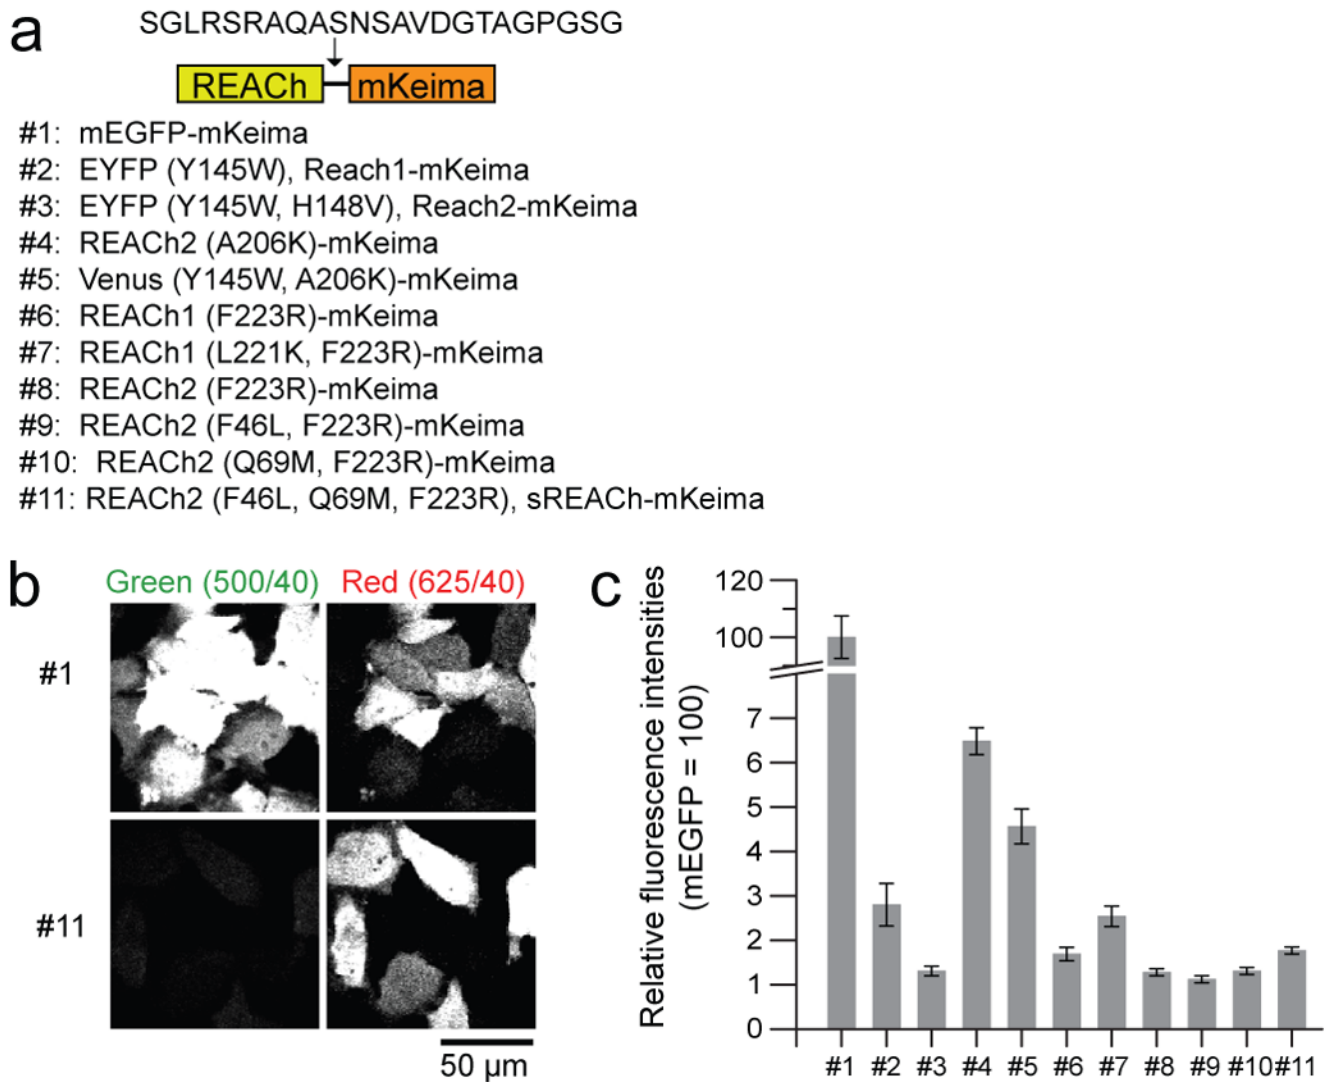 a
SGLRSRAQASNSAVDGTAGPGSG
REACh mKeima
#1: mEGFP-mKeima
#2: EYFP (Y145W), Reach1-mKeima
#3: EYFP (Y145W, H148V), Reach2-mKeima
#4: REACh2 (A206K)-mKeima
#5: Venus (Y145W, A206K)-mKeima
#6: REACh1 (F223R)-mKeima
#7: REACh1 (L221K, F223R)-mKeima
#8: REACh2 (F223R)-mKeima
#9: REACh2 (F46L, F223R)-mKeima
#10: REACh2 (Q69M, F223R)-mKeima
#11: REACh2 (F46L, Q69M, F223R), sREACh-mKeima
b
Green (500/40) Red (625/40)
#1
#11
50 µm
c
Relative fluorescence intensities
(mEGFP = 100)
120
100
7
6
5
4
3
2
1
0
#1 #2 #3 #4 #5 #6 #7 #8 #9 #10 #11